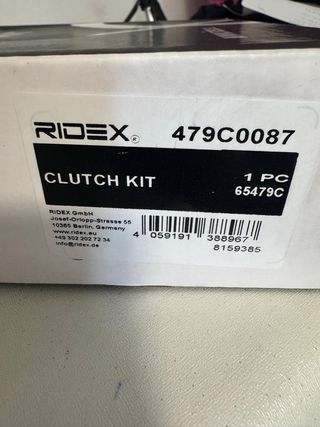 RIDEX® 479C0087
CLUTCH KIT 1 PC
65479C
RIDEX GmbH
Josef-Orlopp-Strasse 55
10365 Berlin, Germany
www.ridex.eu
+49 302 202 72 34
info@ridex.de
4 059191 388967
8159385